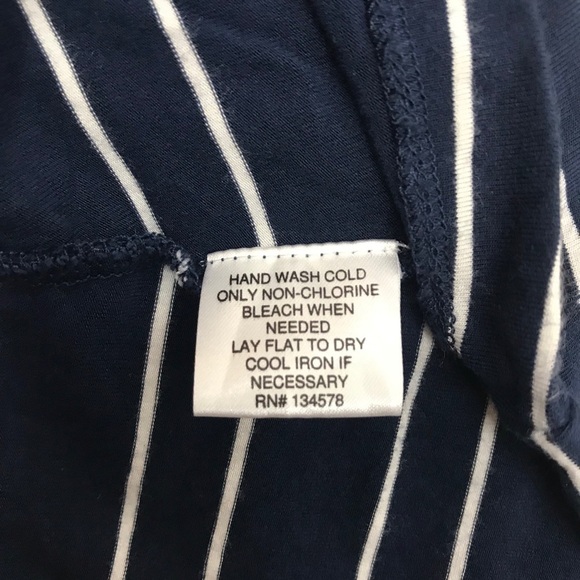 HAND WASH COLD
ONLY NON-CHLORINE
BLEACH WHEN
NEEDED
LAY FLAT TO DRY
COOL IRON IF
NECESSARY
RN# 134578